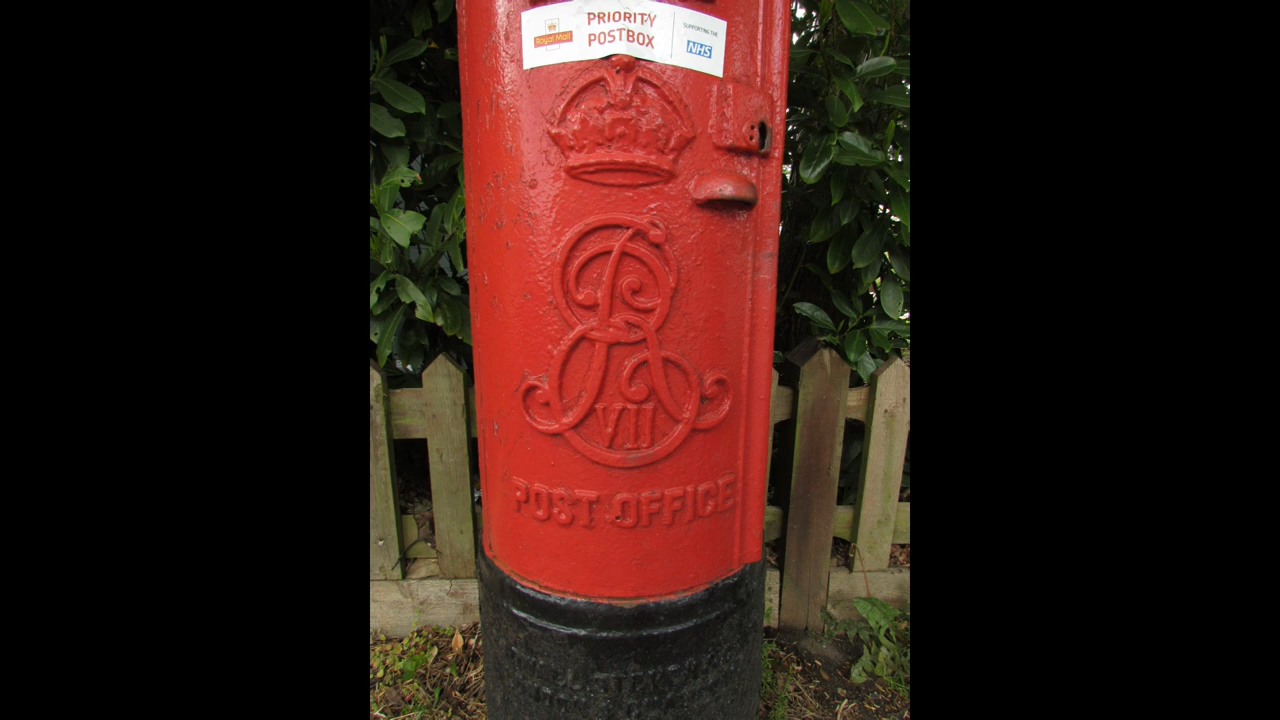 Royal Mail
PRIORITY
POSTBOX
SUPPORTING THE
NHS
VII
POST OFFICE